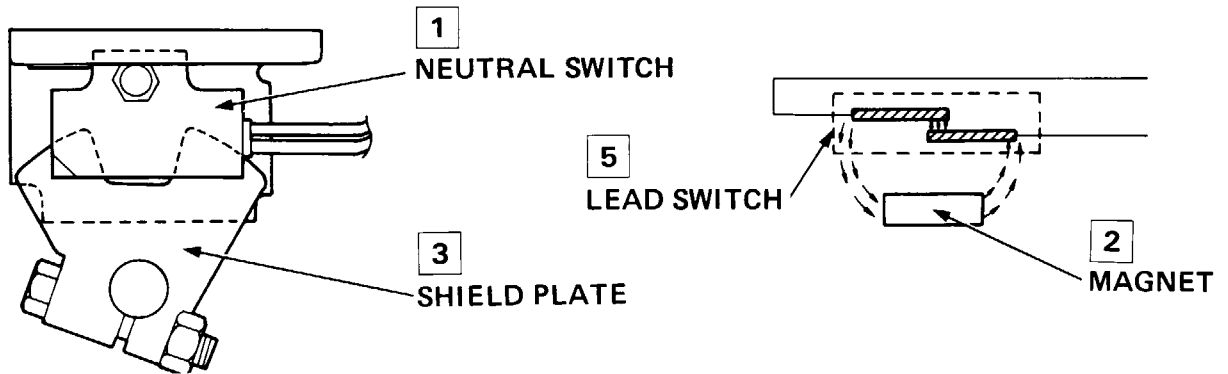 1
NEUTRAL SWITCH
3
SHIELD PLATE
5
LEAD SWITCH
2
MAGNET